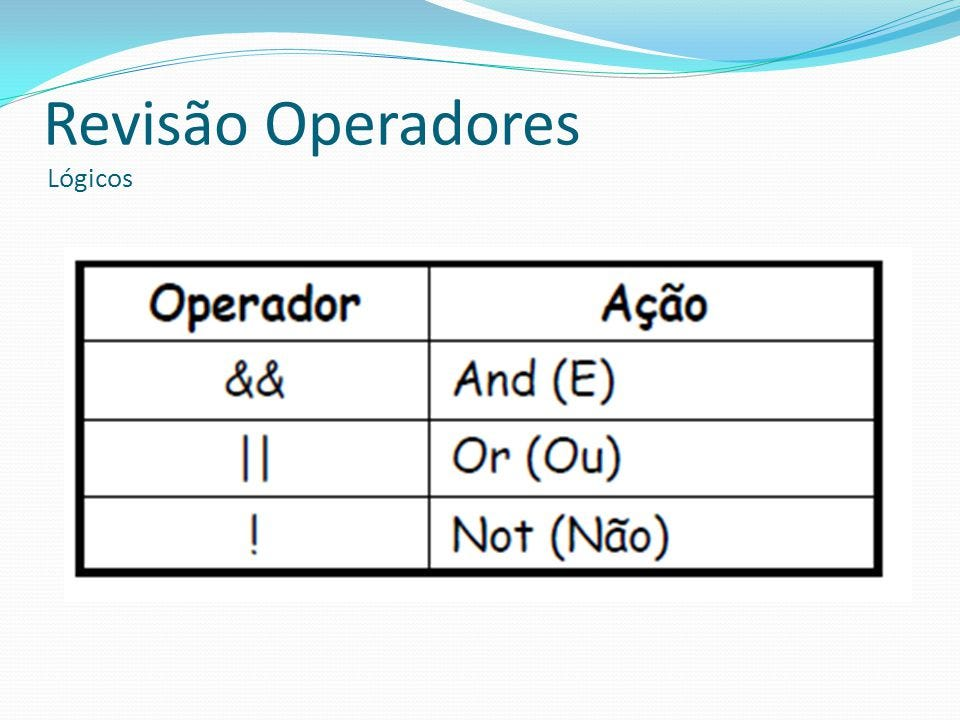 Revisão Operadores
Lógicos
Operador Ação
&& And (E)
|| Or (Ou)
! Not (Não)